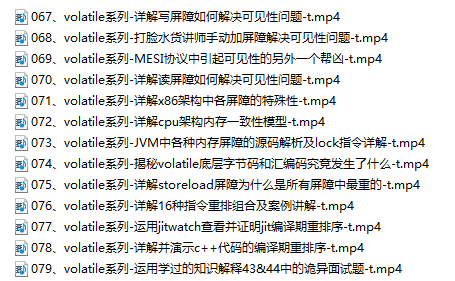 067、volatile系列-详解写屏障如何解决可见性问题-t.mp4
068、volatile系列-打脸水货讲师手动加屏障解决可见性问题-t.mp4
069、volatile系列-MESI协议中引起可见性的另外一个帮凶-t.mp4
070、volatile系列-详解读屏障如何解决可见性问题-t.mp4
071、volatile系列-详解x86架构中各屏障的特殊性-t.mp4
072、volatile系列-详解cpu架构内存一致性模型-t.mp4
073、volatile系列-JVM中各种内存屏障的源码解析及lock指令详解-t.mp4
074、volatile系列-揭秘volatile底层字节码和汇编码究竟发生了什么-t.mp4
075、volatile系列-详解storeload屏障为什么是所有屏障中最重的-t.mp4
076、volatile系列-详解16种指令重排组合及案例讲解-t.mp4
077、volatile系列-运用jitwatch查看并证明jit编译期重排序-t.mp4
078、volatile系列-详解并演示c++代码的编译期重排序-t.mp4
079、volatile系列-运用学过的知识解释43&44中的诡异面试题-t.mp4